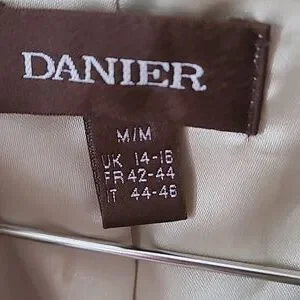 DANIER
M/M
UK 14-16
FR 42-44
IT 44-46